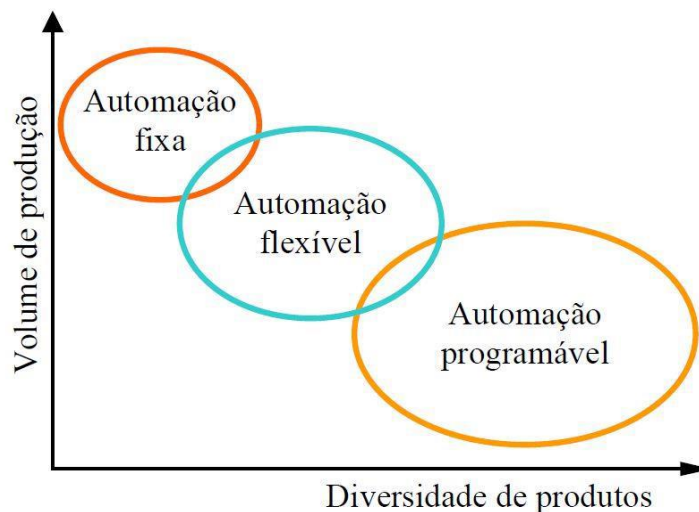 Volume de produção
Automação
fixa
Automação
flexível
Automação
programável
Diversidade de produtos